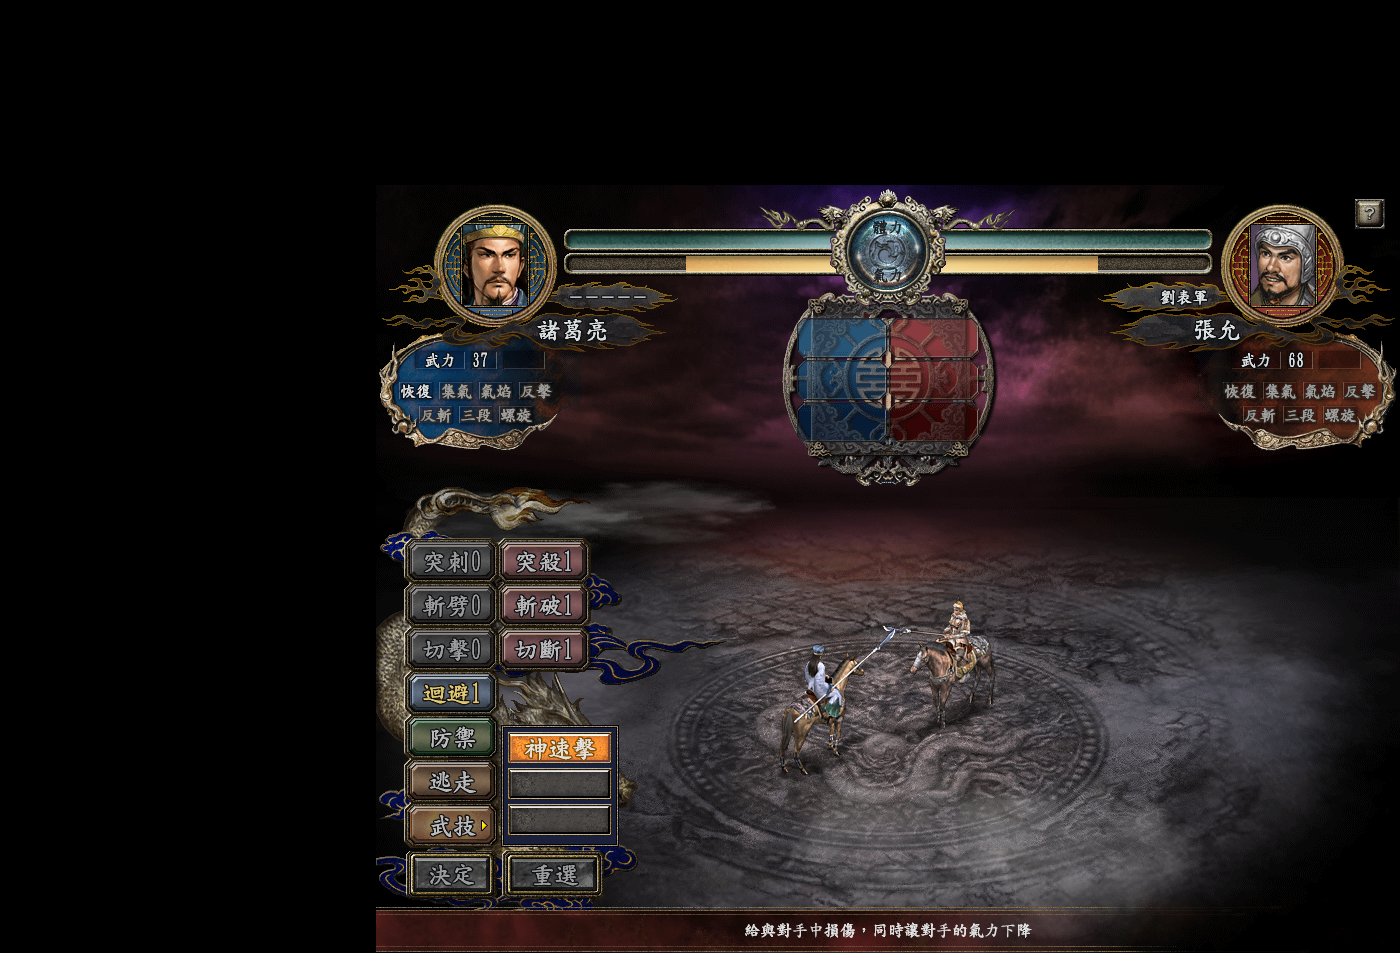 體力
氣力
?
—————
諸葛亮
武力 37
恢復 集氣 氣焰 反擊
反斬 三段 螺旋
劉表軍
張允
武力 68
恢復 集氣 氣焰 反擊
反斬 三段 螺旋
突刺0 突殺1
斬劈0 斬破1
切擊0 切斷1
迴避1
防禦
逃走
武技
神速擊
決定 重選
給與對手中損傷，同時讓對手的氣力下降